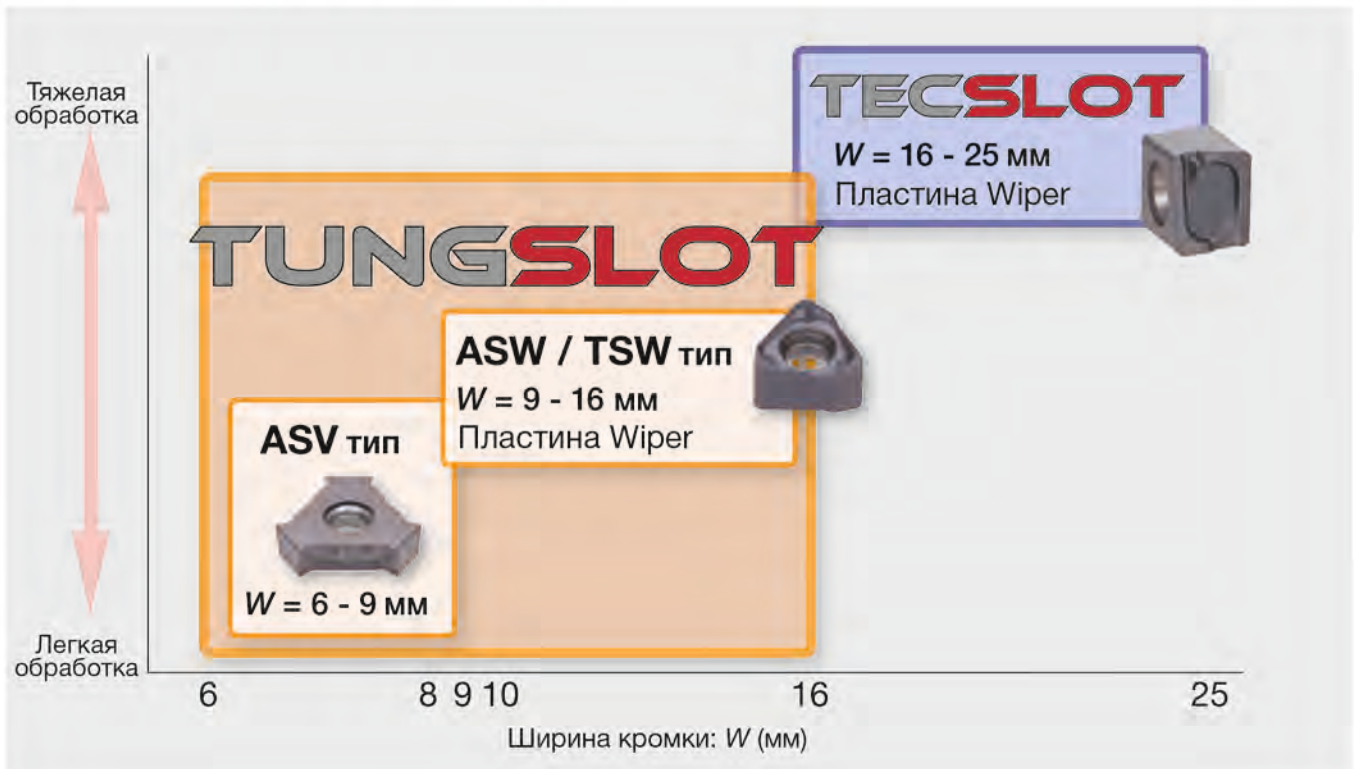 Тяжелая
обработка
TECSLOT
W = 16 - 25 мм
Пластина Wiper
TUNGSLOT
ASW / TSW тип
W = 9 - 16 мм
Пластина Wiper
ASV тип
W = 6 - 9 мм
Легкая
обработка
6 8 9 10 16 25
Ширина кромки: W (мм)